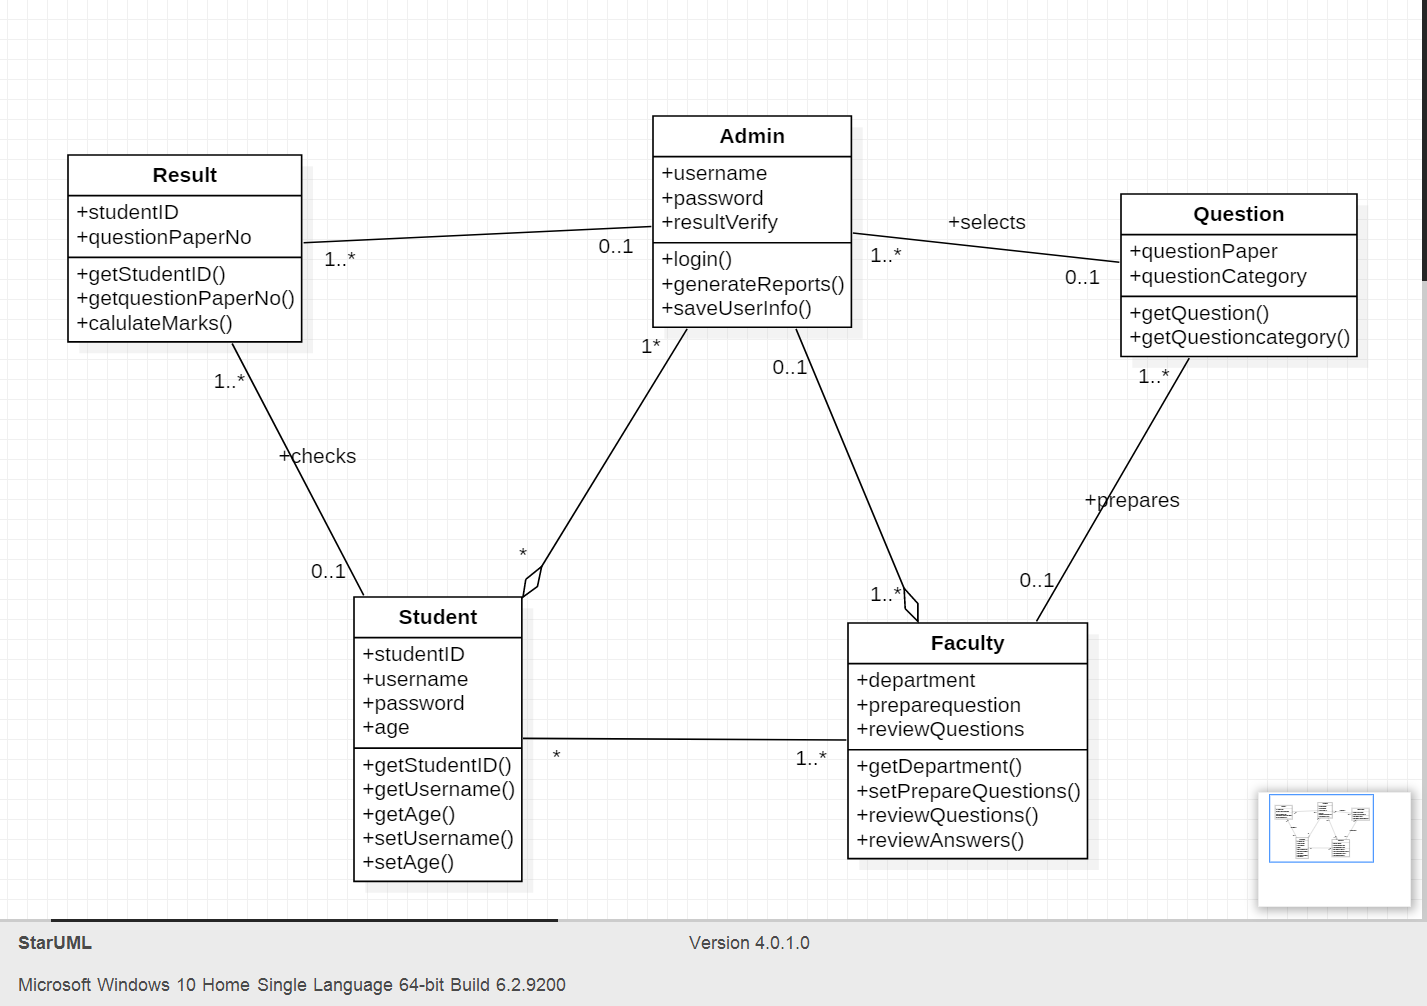 Result
+studentID
+questionPaperNo
+getStudentID()
+getquestionPaperNo()
+calulateMarks()
Admin
+username
+password
+resultVerify
+login()
+generateReports()
+saveUserInfo()
Question
+questionPaper
+questionCategory
+getQuestion()
+getQuestioncategory()
1..*
0..1
+selects
1..*
0..1
1..*
+checks
0..1
1*
*
0..1
1..*
1..*
+prepares
0..1
Student
+studentID
+username
+password
+age
+getStudentID()
+getUsername()
+getAge()
+setUsername()
+setAge()
*
1..*
Faculty
+department
+preparequestion
+reviewQuestions
+getDepartment()
+setPrepareQuestions()
+reviewQuestions()
+reviewAnswers()
StarUML
Version 4.0.1.0
Microsoft Windows 10 Home Single Language 64-bit Build 6.2.9200